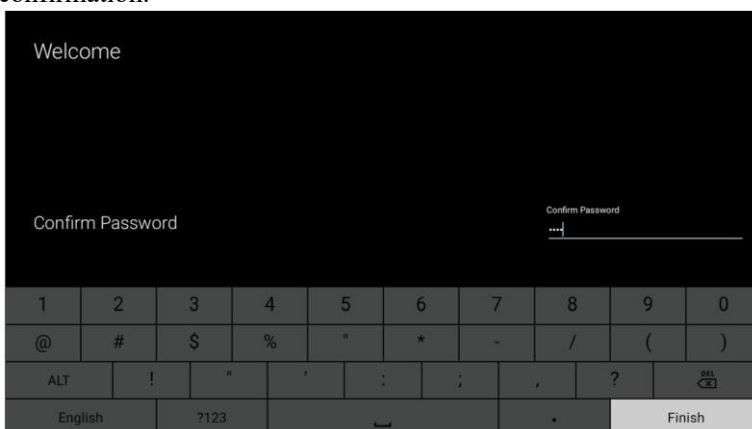 confirmation.
Welcome
Confirm Password
Confirm Password
....
1 2 3 4 5 6 7 8 9 0
@ # $ % " * - / ( )
ALT ! " ' : ; , ? DEL
English ?123 . Finish